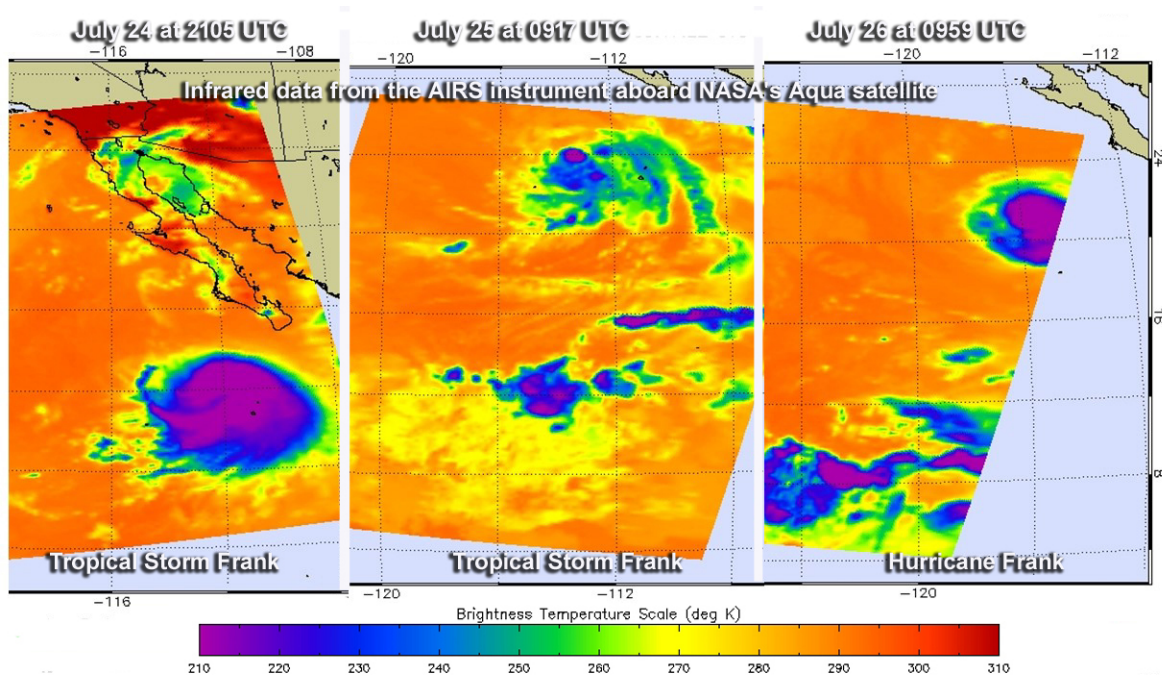 July 24 at 2105 UTC
July 25 at 0917 UTC
July 26 at 0959 UTC
−116
−108
−120
−112
−120
−112
Infrared data from the AIRS instrument aboard NASA's Aqua satellite
24
16
8
Tropical Storm Frank
Tropical Storm Frank
Hurricane Frank
−116
−120
−112
−120
Brightness Temperature Scale (deg K)
210 220 230 240 250 260 270 280 290 300 310